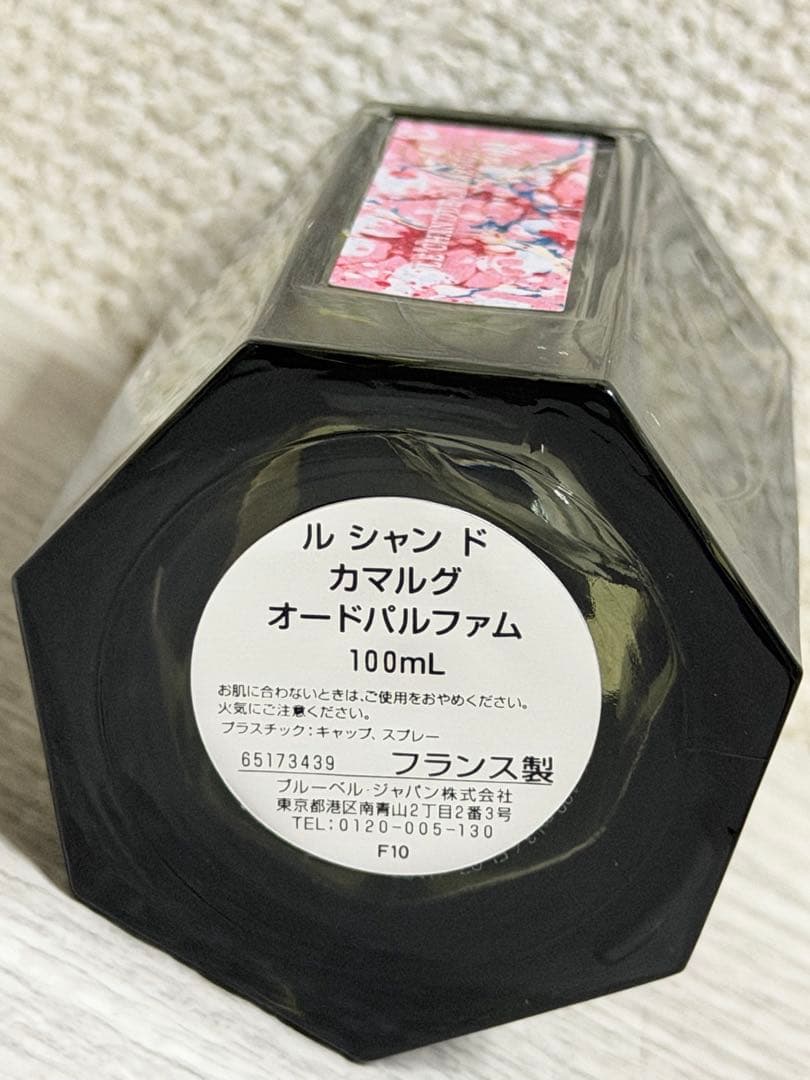 LE CHANT DE
ル シャン ド
カマルグ
オードパルファム
100mL
お肌に合わないときは、ご使用をおやめください。
火気にご注意ください。
プラスチック：キャップ、スプレー
65173439 フランス製
ブルーベル・ジャパン株式会社
東京都港区南青山2丁目2番3号
TEL：0120-005-130
F10